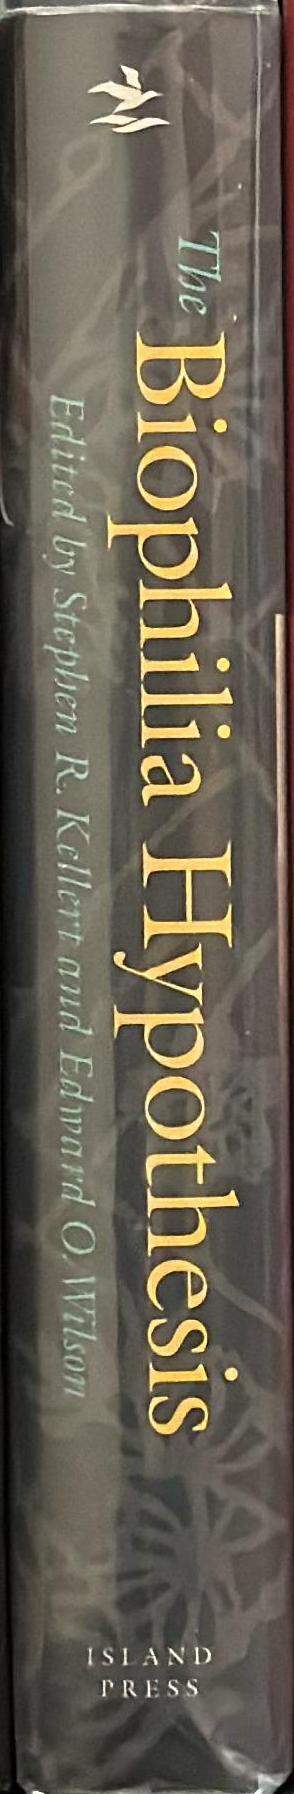 The
Biophilia Hypothesis
Edited by Stephen R. Kellert and Edward O. Wilson
ISLAND
PRESS